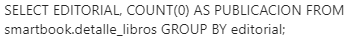 SELECT EDITORIAL, COUNT(0) AS PUBLICACION FROM
smartbook.detalle_libros GROUP BY editorial;